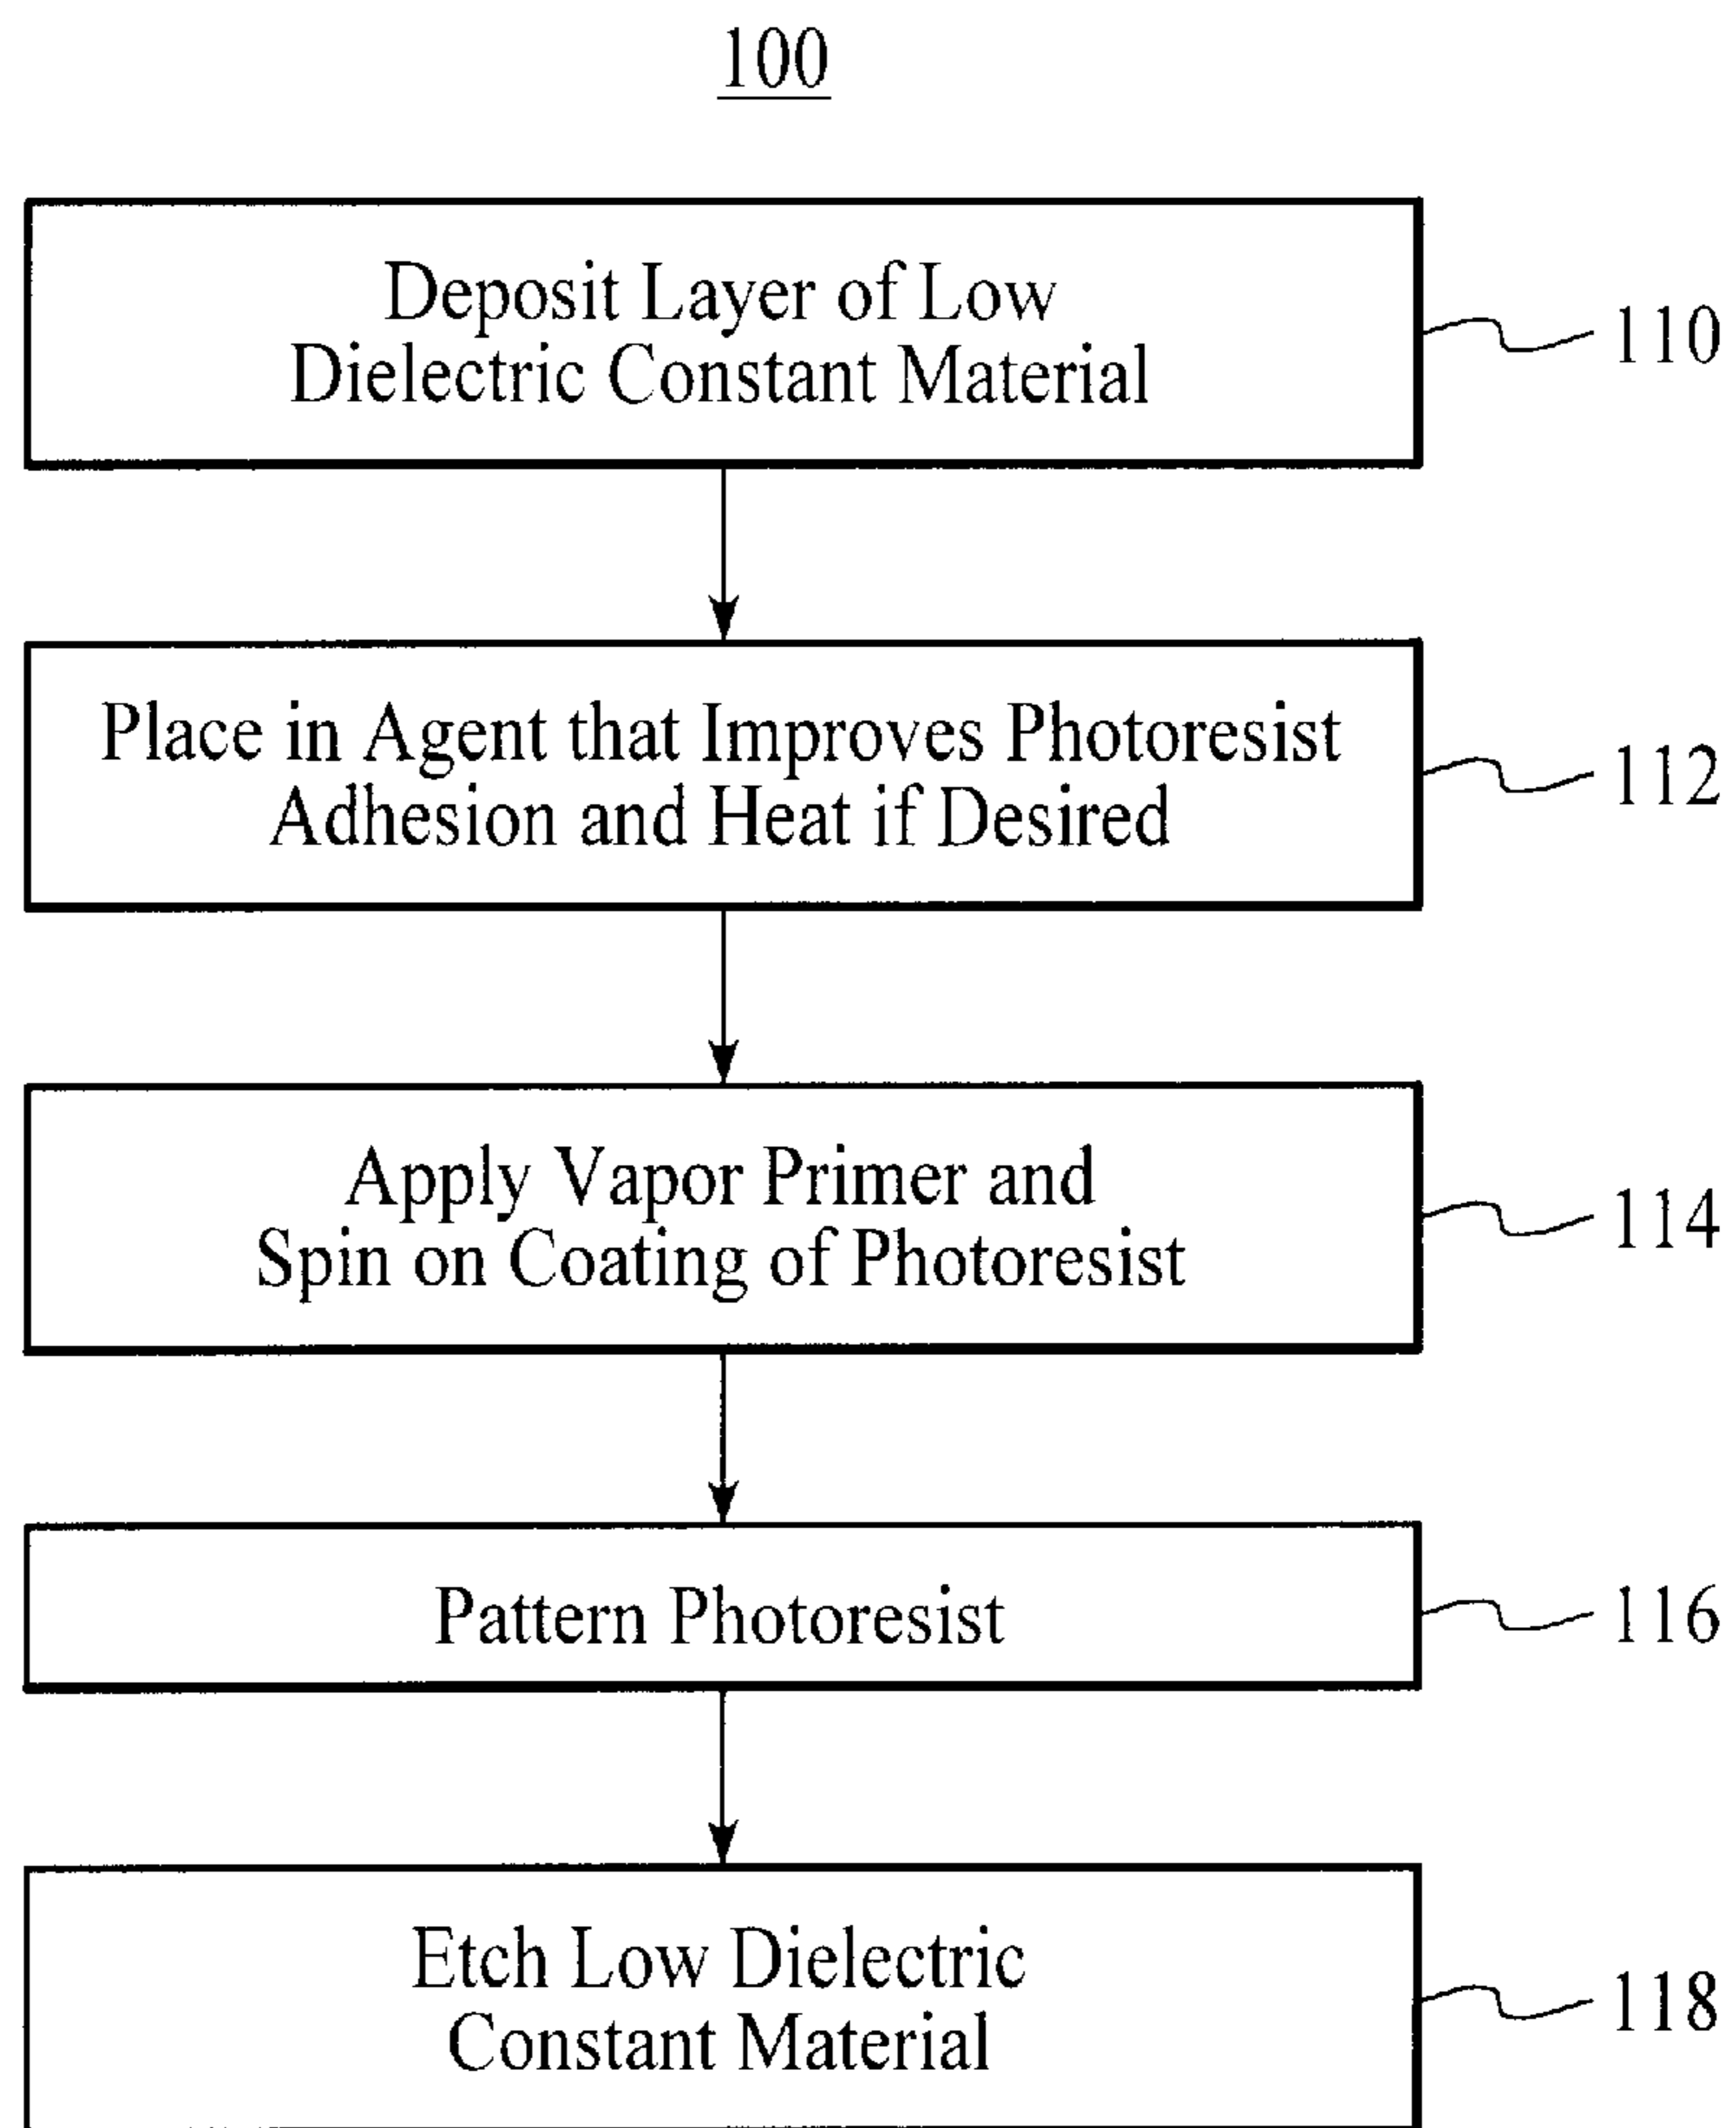 100
Deposit Layer of Low
Dielectric Constant Material
110
Place in Agent that Improves Photoresist
Adhesion and Heat if Desired
112
Apply Vapor Primer and
Spin on Coating of Photoresist
114
Pattern Photoresist
116
Etch Low Dielectric
Constant Material
118